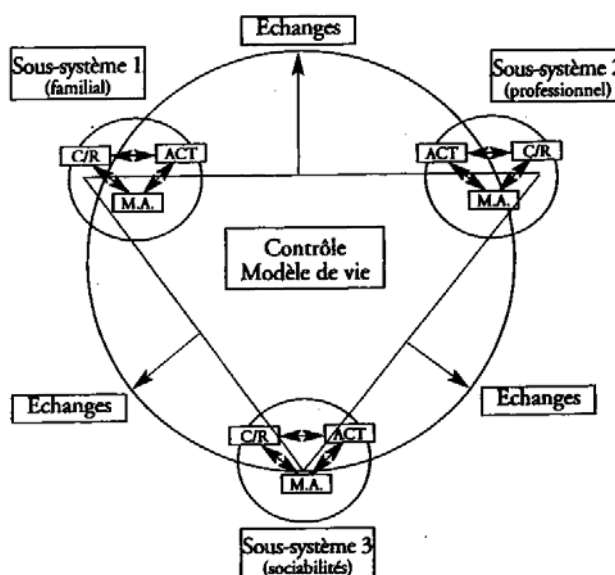 Echanges
Sous-système 1
(familial)
Sous-système 2
(professionnel)
C/R
ACT
M.A.
ACT
C/R
M.A.
Contrôle
Modèle de vie
Echanges
Echanges
C/R
ACT
M.A.
Sous-système 3
(sociabilités)